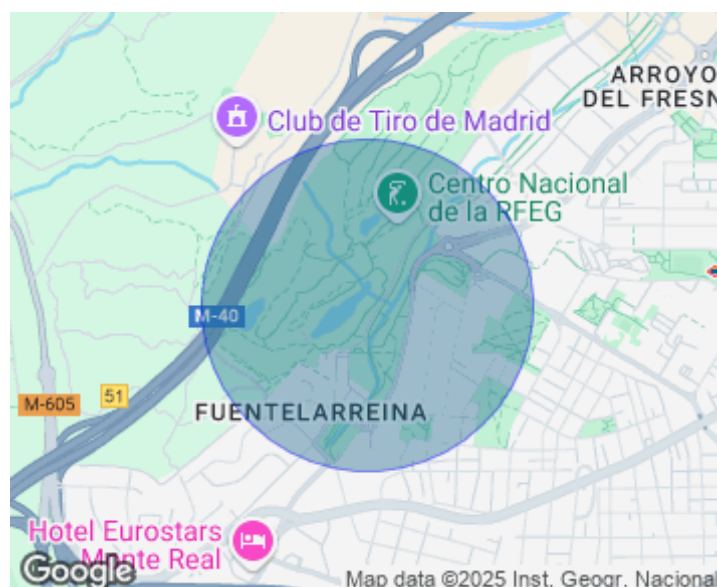 ARROYO
DEL FRESN
Club de Tiro de Madrid
Centro Nacional
de la RFEG
M-40
51
M-605
FUENTELARREINA
Hotel Eurostars
Monte Real
Google
Map data ©2025 Inst. Geogr. Nacional